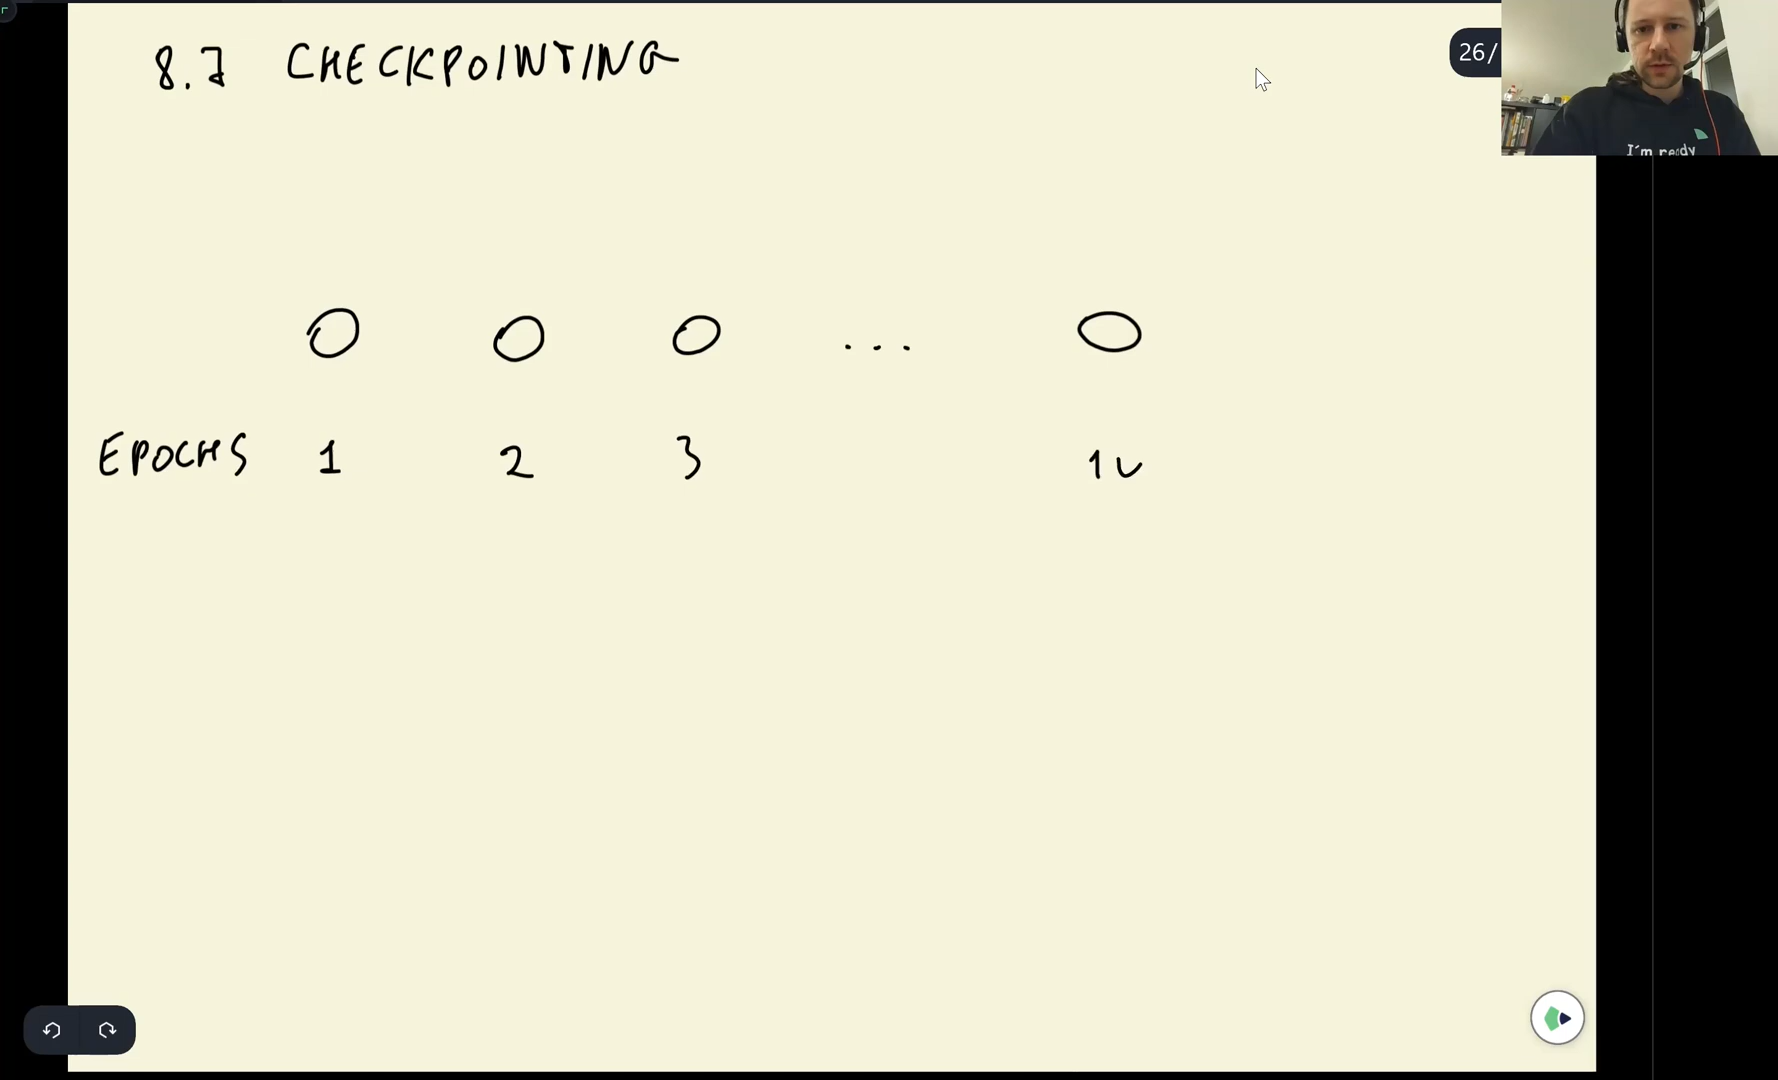 8.7 CHECKPOINTING
26/
I'm ready
...
EPOCHS 1 2 3 10